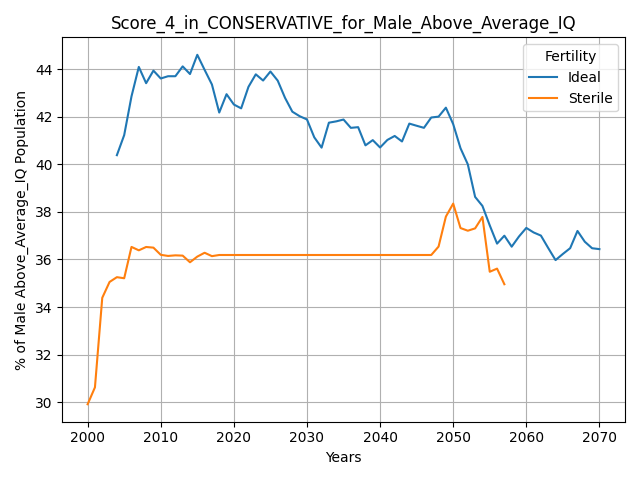 Score_4_in_CONSERVATIVE_for_Male_Above_Average_IQ
Fertility
Ideal
Sterile
% of Male Above_Average_IQ Population
44
42
40
38
36
34
32
30
2000
2010
2020
2030
2040
2050
2060
2070
Years